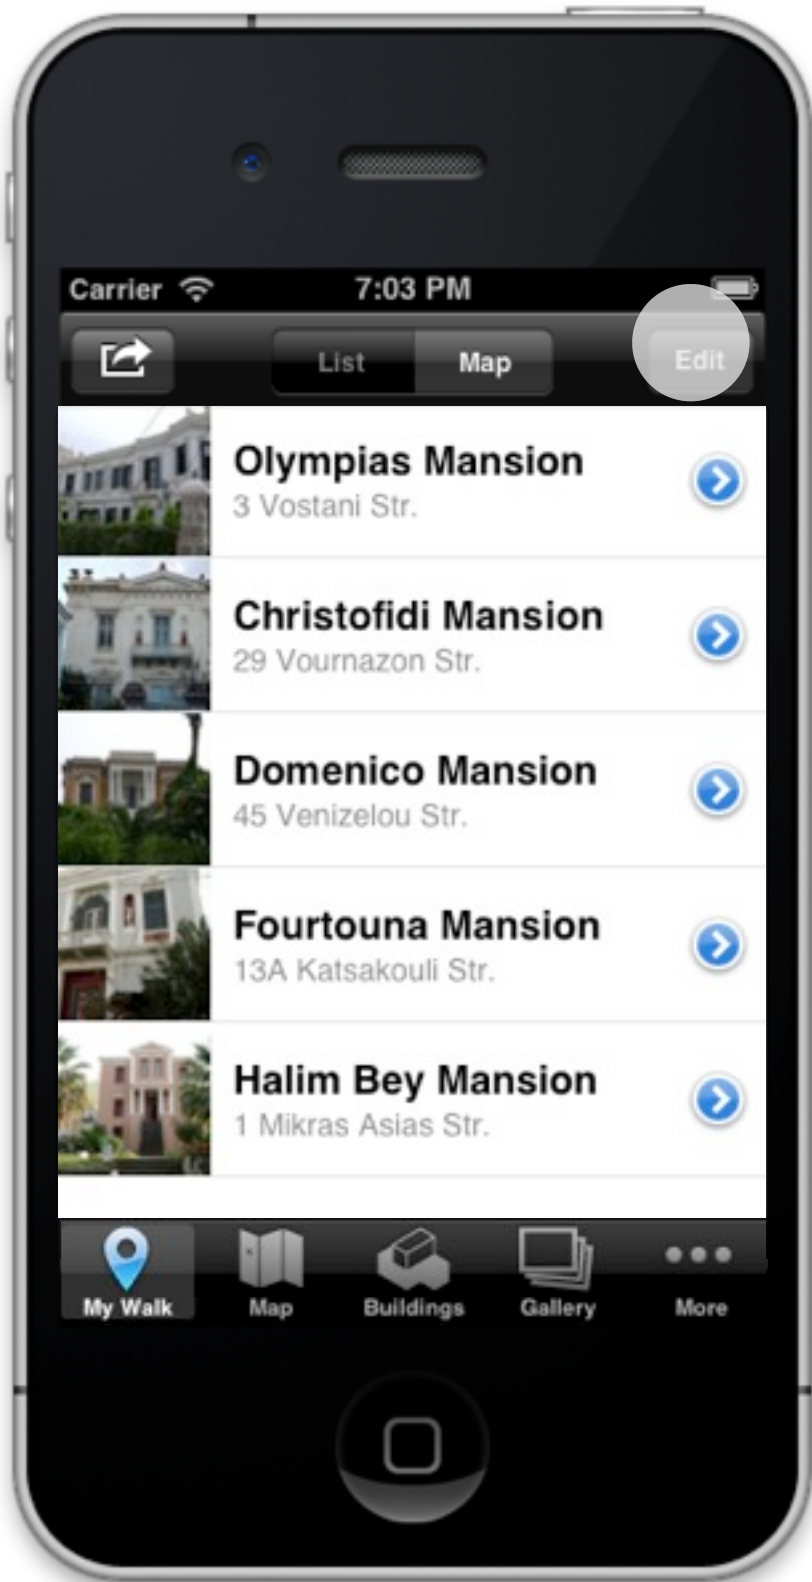 Carrier 7:03 PM
List Map Edit
Olympias Mansion
3 Vostani Str.
Christofidi Mansion
29 Vournazon Str.
Domenico Mansion
45 Venizelou Str.
Fourtouna Mansion
13A Katsakouli Str.
Halim Bey Mansion
1 Mikras Asias Str.
My Walk Map Buildings Gallery More